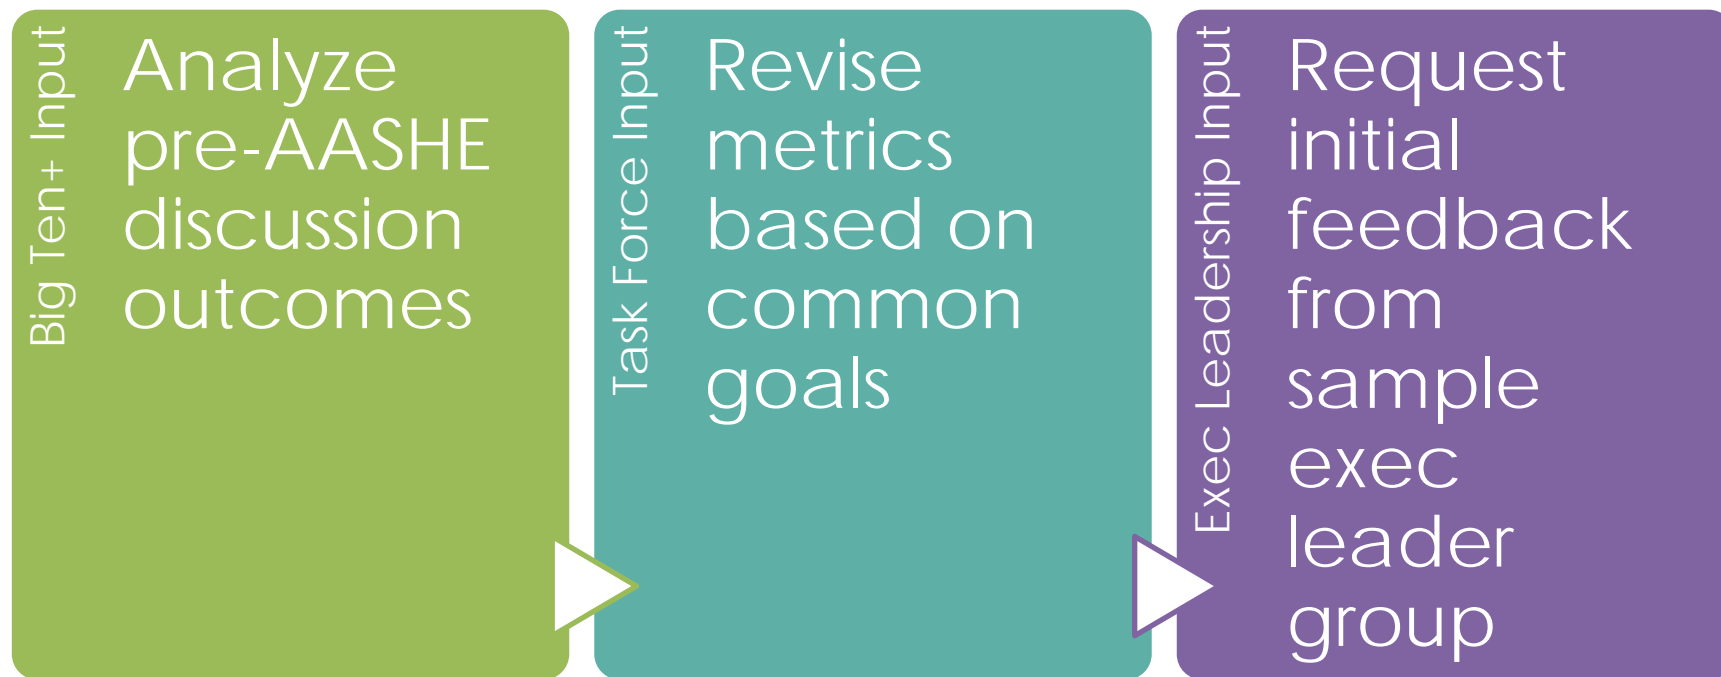 Big Ten+ Input
Analyze
pre-AASHE
discussion
outcomes
Task Force Input
Revise
metrics
based on
common
goals
Exec Leadership Input
Request
initial
feedback
from
sample
exec
leader
group